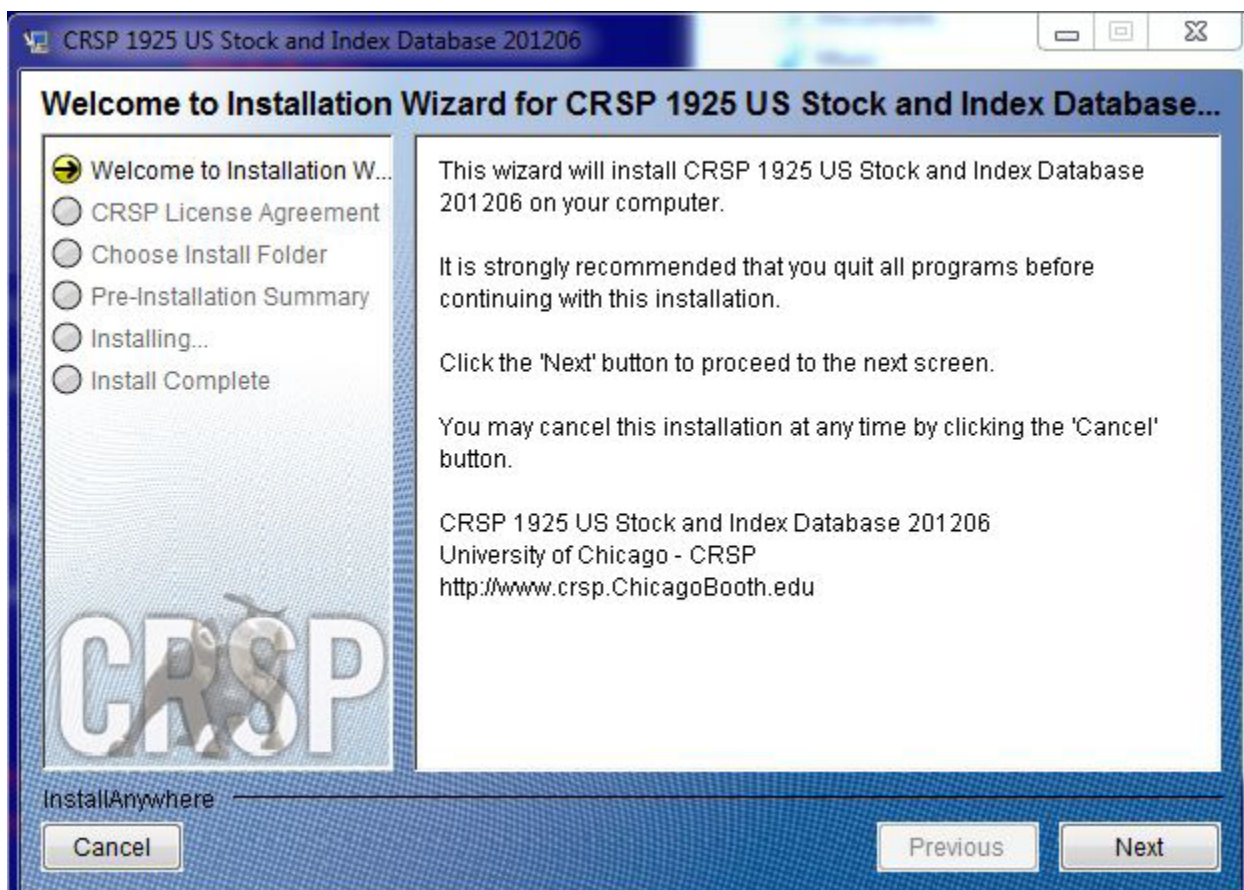 CRSP 1925 US Stock and Index Database 201206
Welcome to Installation Wizard for CRSP 1925 US Stock and Index Database...
Welcome to Installation W...
CRSP License Agreement
Choose Install Folder
Pre-Installation Summary
Installing...
Install Complete
CRSP
This wizard will install CRSP 1925 US Stock and Index Database
201206 on your computer.
It is strongly recommended that you quit all programs before
continuing with this installation.
Click the 'Next' button to proceed to the next screen.
You may cancel this installation at any time by clicking the 'Cancel'
button.
CRSP 1925 US Stock and Index Database 201206
University of Chicago - CRSP
http://www.crsp.ChicagoBooth.edu
InstallAnywhere
Cancel
Previous
Next